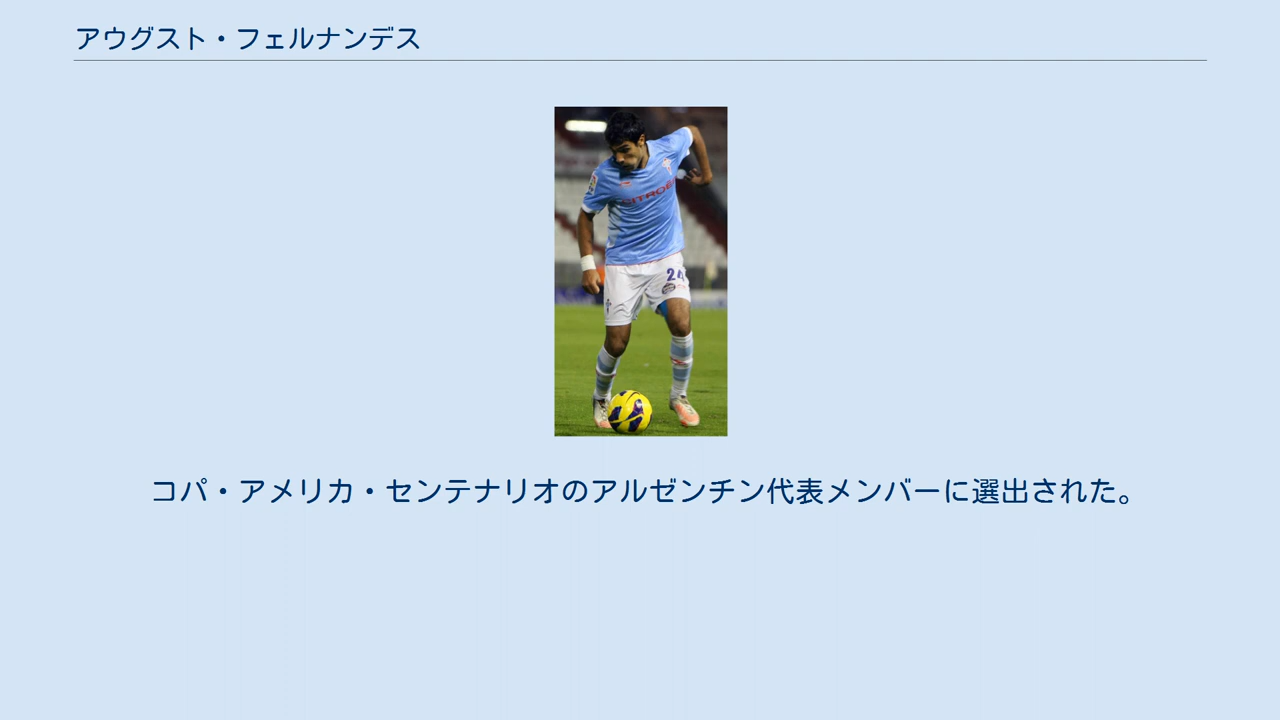 アウグスト・フェルナンデス
CITROËN
24
コパ・アメリカ・センテナリオのアルゼンチン代表メンバーに選出された。